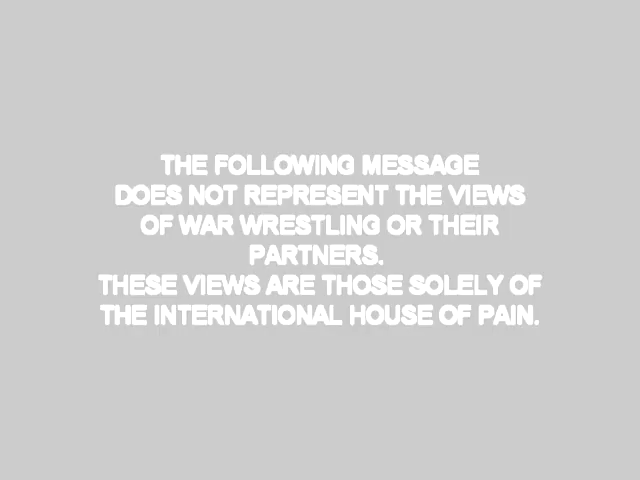 THE FOLLOWING MESSAGE
DOES NOT REPRESENT THE VIEWS
OF WAR WRESTLING OR THEIR
PARTNERS.
THESE VIEWS ARE THOSE SOLELY OF
THE INTERNATIONAL HOUSE OF PAIN.